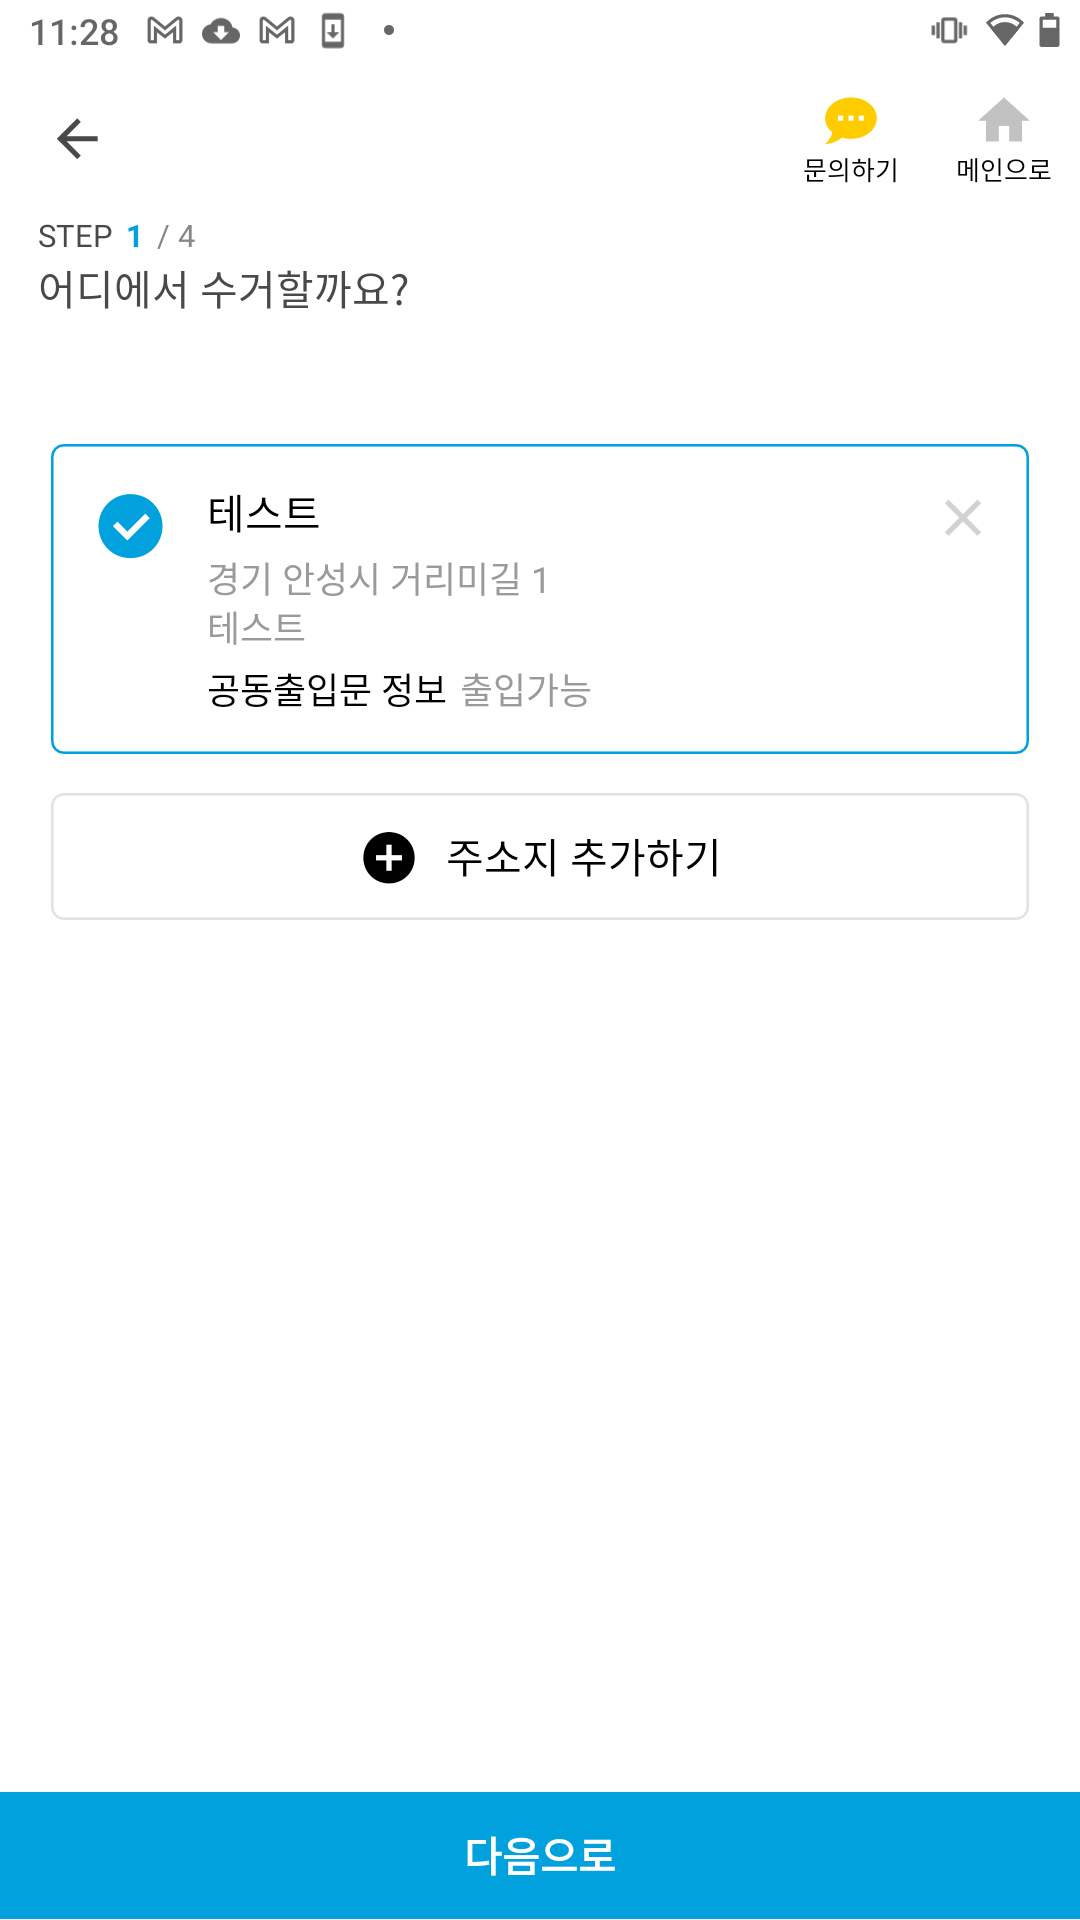 11:28
문의하기
메인으로
STEP 1 / 4
어디에서 수거할까요?
테스트
경기 안성시 거리미길 1
테스트
공동출입문 정보 출입가능
주소지 추가하기
다음으로